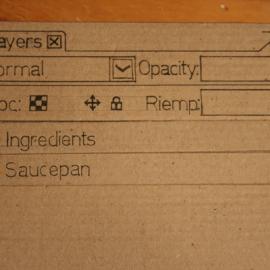 ayers
ormal Opacity:
oc: Riemp:
Ingredients
Saucepan